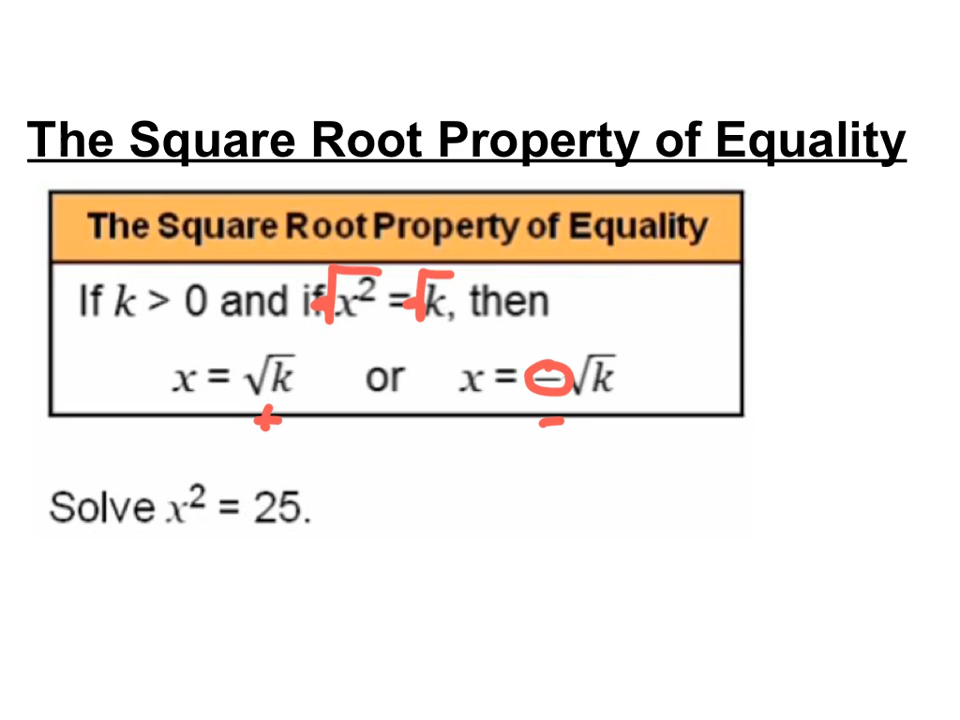 The Square Root Property of Equality
The Square Root Property of Equality
If k > 0 and if √x² = √k, then
x = √k or x = −√k
+ −
Solve x² = 25.